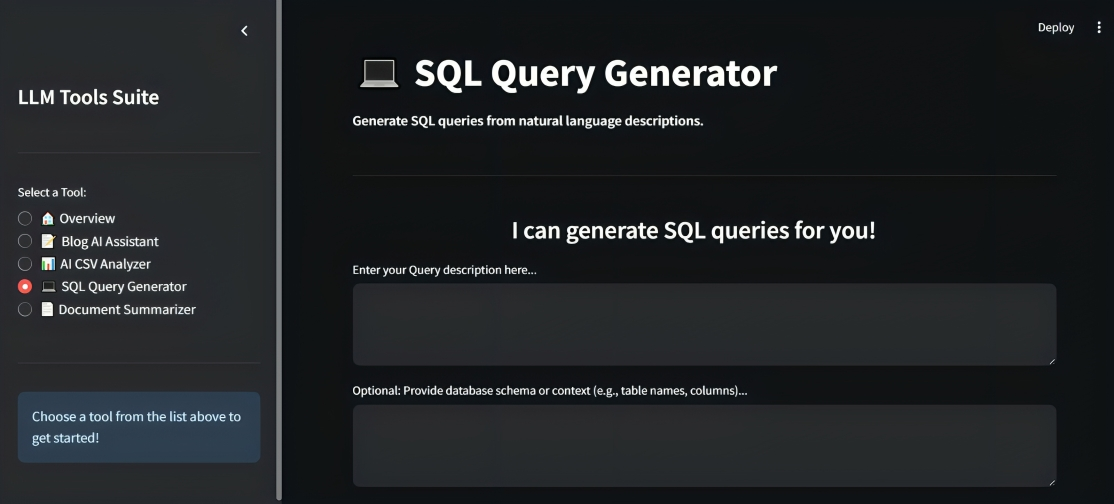 LLM Tools Suite
Select a Tool:
🏠 Overview
📝 Blog AI Assistant
📊 AI CSV Analyzer
💻 SQL Query Generator
📄 Document Summarizer
Choose a tool from the list above to
get started!
Deploy
💻 SQL Query Generator
Generate SQL queries from natural language descriptions.
I can generate SQL queries for you!
Enter your Query description here...
Optional: Provide database schema or context (e.g., table names, columns)...